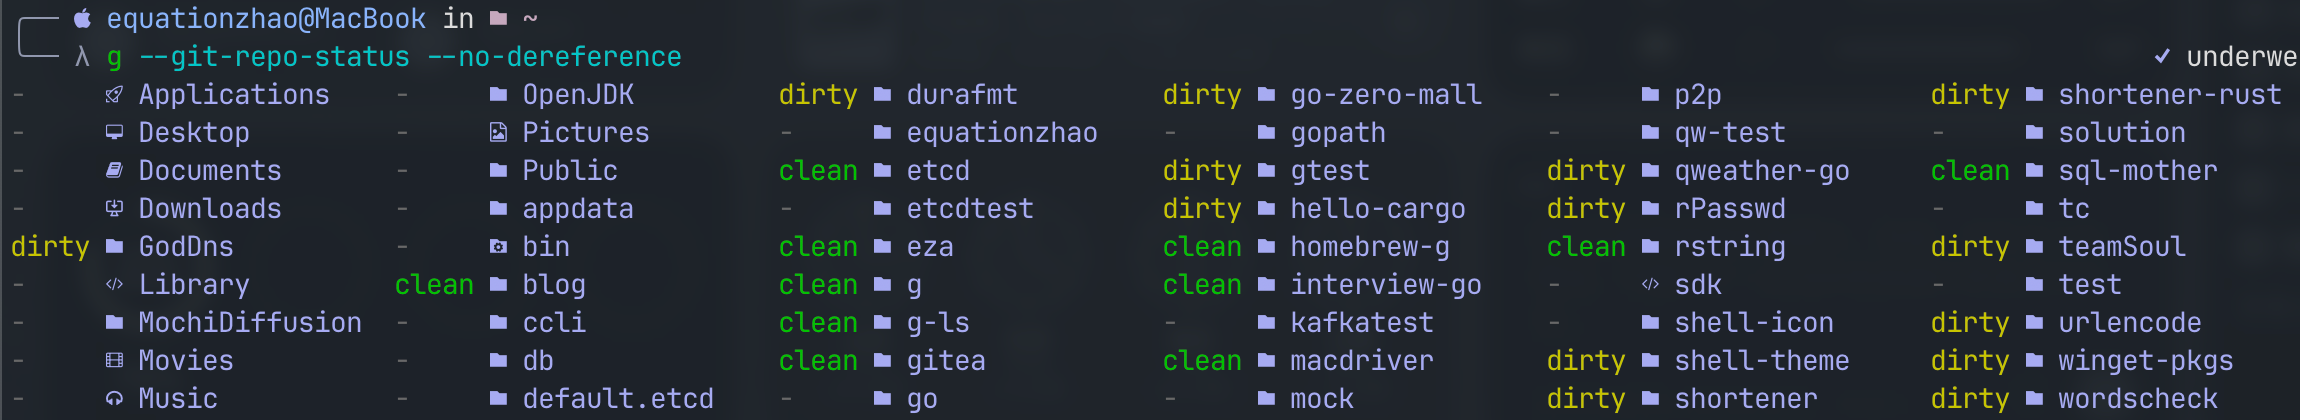 equationzhao@MacBook in ~
λ g --git-repo-status --no-dereference ✓ underwe
- Applications - OpenJDK dirty durafmt dirty go-zero-mall - p2p dirty shortener-rust
- Desktop - Pictures - equationzhao - gopath - qw-test - solution
- Documents - Public clean etcd dirty gtest dirty qweather-go clean sql-mother
- Downloads - appdata - etcdtest dirty hello-cargo dirty rPasswd - tc
dirty GodDns - bin clean eza clean homebrew-g clean rstring dirty teamSoul
- Library clean blog clean g clean interview-go - sdk - test
- MochiDiffusion - ccli clean g-ls - kafkatest - shell-icon dirty urlencode
- Movies - db clean gitea clean macdriver dirty shell-theme dirty winget-pkgs
- Music - default.etcd - go - mock dirty shortener dirty wordscheck